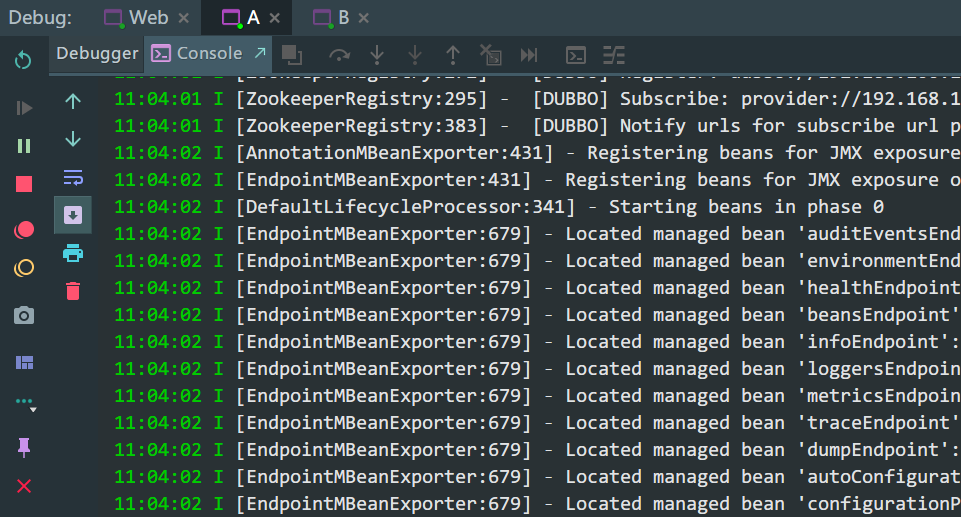 Debug: Web A B
Debugger Console
11:04:01 I [ZookeeperRegistry:295] - [DUBBO] Subscribe: provider://192.168.1
11:04:01 I [ZookeeperRegistry:383] - [DUBBO] Notify urls for subscribe url p
11:04:02 I [AnnotationMBeanExporter:431] - Registering beans for JMX exposure
11:04:02 I [EndpointMBeanExporter:431] - Registering beans for JMX exposure o
11:04:02 I [DefaultLifecycleProcessor:341] - Starting beans in phase 0
11:04:02 I [EndpointMBeanExporter:679] - Located managed bean 'auditEventsEnd
11:04:02 I [EndpointMBeanExporter:679] - Located managed bean 'environmentEnd
11:04:02 I [EndpointMBeanExporter:679] - Located managed bean 'healthEndpoint
11:04:02 I [EndpointMBeanExporter:679] - Located managed bean 'beansEndpoint'
11:04:02 I [EndpointMBeanExporter:679] - Located managed bean 'infoEndpoint':
11:04:02 I [EndpointMBeanExporter:679] - Located managed bean 'loggersEndpoin
11:04:02 I [EndpointMBeanExporter:679] - Located managed bean 'metricsEndpoin
11:04:02 I [EndpointMBeanExporter:679] - Located managed bean 'traceEndpoint'
11:04:02 I [EndpointMBeanExporter:679] - Located managed bean 'dumpEndpoint':
11:04:02 I [EndpointMBeanExporter:679] - Located managed bean 'autoConfigurat
11:04:02 I [EndpointMBeanExporter:679] - Located managed bean 'configurationP